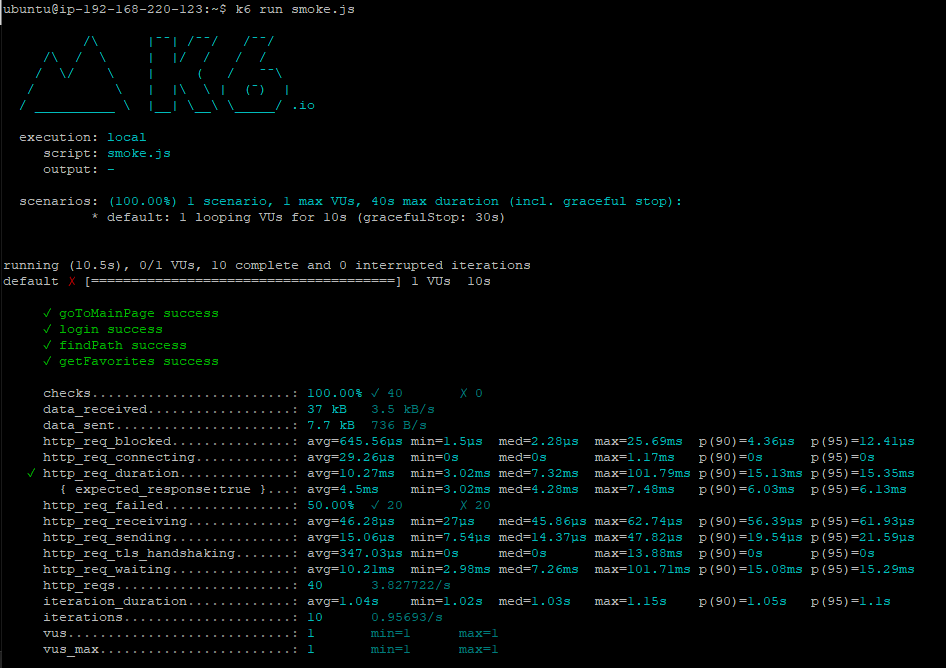 ubuntu@ip-192-168-220-123:~$ k6 run smoke.js
          /\      |‾‾| /‾‾/   /‾‾/
     /\  /  \     |  |/  /   /  /
    /  \/    \    |     (   /   ‾‾\
   /          \   |  |\  \ |  (‾)  |
  / __________ \  |__| \__\ \_____/ .io
execution: local
script: smoke.js
output: -
scenarios: (100.00%) 1 scenario, 1 max VUs, 40s max duration (incl. graceful stop):
* default: 1 looping VUs for 10s (gracefulStop: 30s)
running (10.5s), 0/1 VUs, 10 complete and 0 interrupted iterations
default ✗ [======================================] 1 VUs  10s
✓ goToMainPage success
✓ login success
✓ findPath success
✓ getFavorites success
checks.........................: 100.00% ✓ 40       ✗ 0
data_received..................: 37 kB   3.5 kB/s
data_sent......................: 7.7 kB  736 B/s
http_req_blocked...............: avg=645.56µs min=1.5µs  med=2.28µs  max=25.69ms  p(90)=4.36µs  p(95)=12.41µs
http_req_connecting............: avg=29.26µs  min=0s     med=0s      max=1.17ms   p(90)=0s      p(95)=0s
✓ http_req_duration..............: avg=10.27ms  min=3.02ms med=7.32ms  max=101.79ms p(90)=15.13ms p(95)=15.35ms
{ expected_response:true }...: avg=4.5ms    min=3.02ms med=4.28ms  max=7.48ms   p(90)=6.03ms  p(95)=6.13ms
http_req_failed................: 50.00%  ✓ 20       ✗ 20
http_req_receiving.............: avg=46.28µs  min=27µs   med=45.86µs max=62.74µs  p(90)=56.39µs p(95)=61.93µs
http_req_sending...............: avg=15.06µs  min=7.54µs med=14.37µs max=47.82µs  p(90)=19.54µs p(95)=21.59µs
http_req_tls_handshaking.......: avg=347.03µs min=0s     med=0s      max=13.88ms  p(90)=0s      p(95)=0s
http_req_waiting...............: avg=10.21ms  min=2.98ms med=7.26ms  max=101.71ms p(90)=15.08ms p(95)=15.29ms
http_reqs......................: 40      3.827722/s
iteration_duration.............: avg=1.04s    min=1.02s  med=1.03s   max=1.15s    p(90)=1.05s   p(95)=1.1s
iterations.....................: 10      0.95693/s
vus............................: 1       min=1      max=1
vus_max........................: 1       min=1      max=1